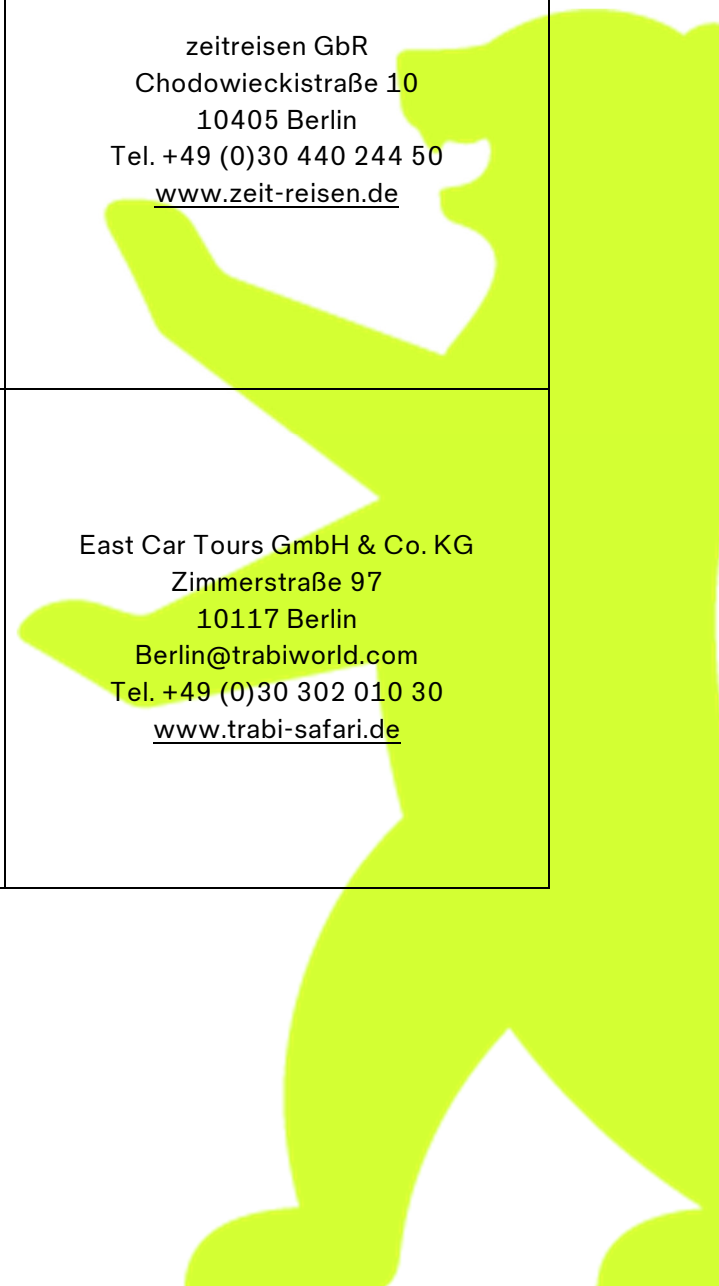 zeitreisen GbR
Chodowieckistraße 10
10405 Berlin
Tel. +49 (0)30 440 244 50
www.zeit-reisen.de
East Car Tours GmbH & Co. KG
Zimmerstraße 97
10117 Berlin
Berlin@trabiworld.com
Tel. +49 (0)30 302 010 30
www.trabi-safari.de